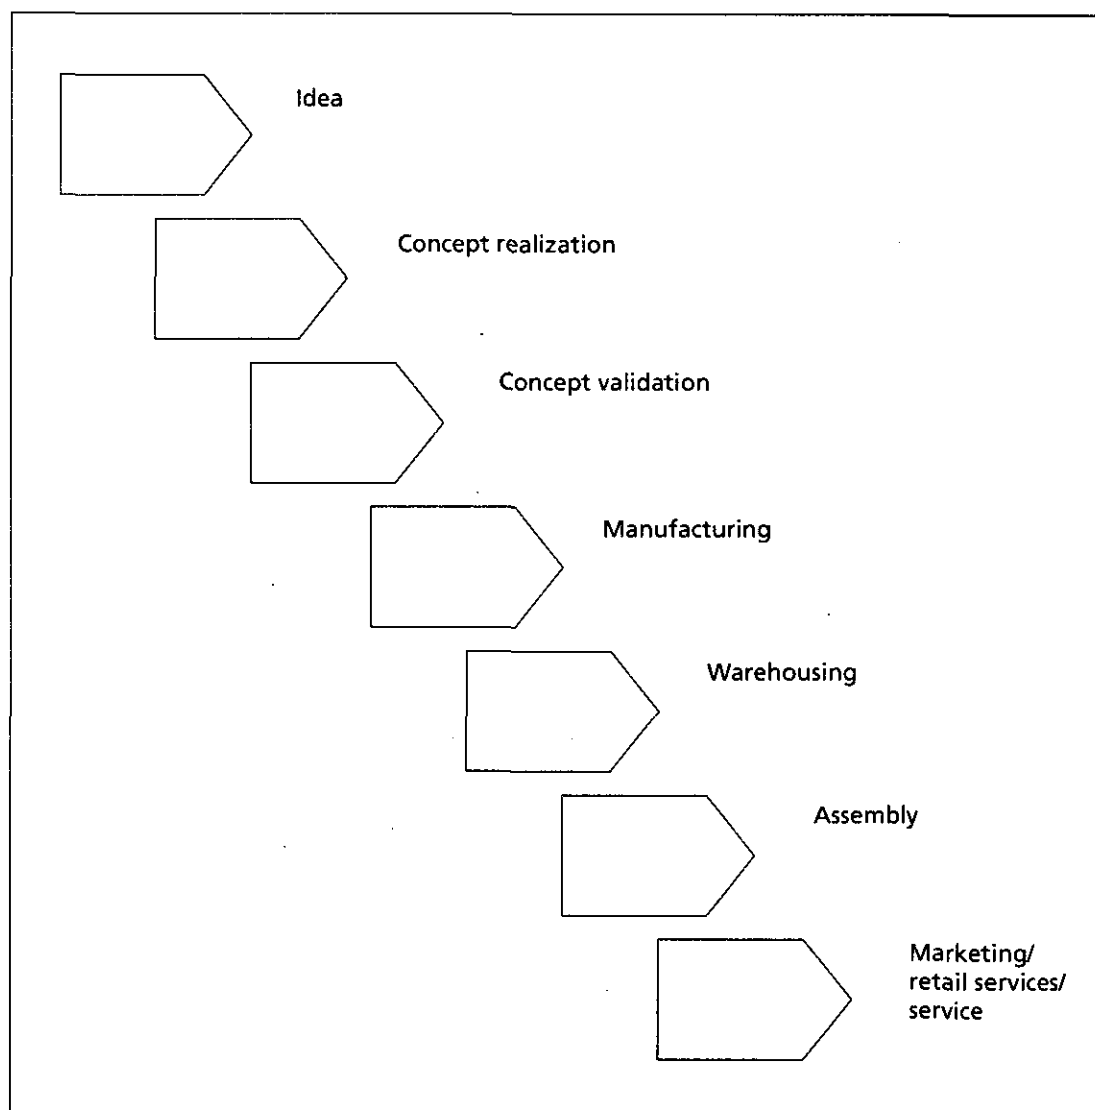 Idea
Concept realization
Concept validation
Manufacturing
Warehousing
Assembly
Marketing/
retail services/
service